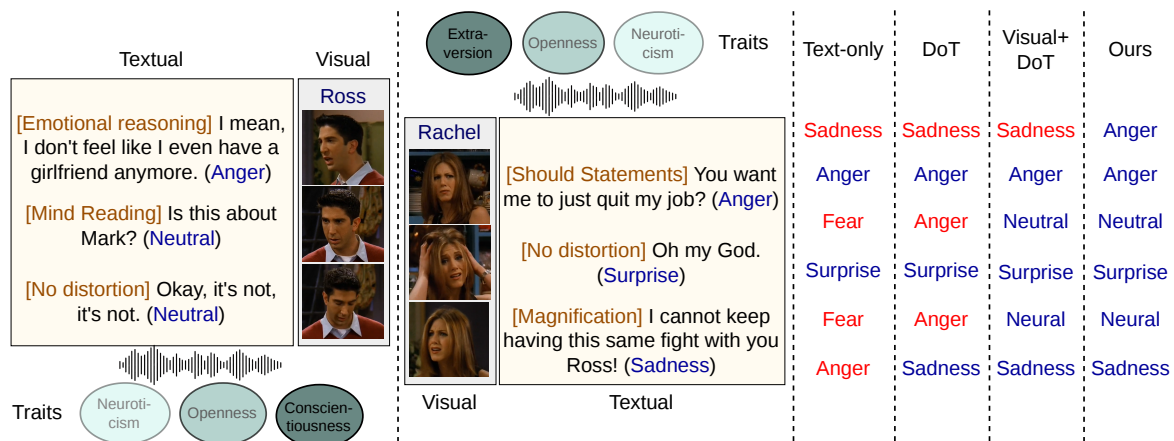 Textual
Visual
Ross
[Emotional reasoning] I mean,
I don't feel like I even have a
girlfriend anymore. (Anger)
[Mind Reading] Is this about
Mark? (Neutral)
[No distortion] Okay, it's not,
it's not. (Neutral)
Traits
Neuroti-
cism
Openness
Conscien-
tiousness
Extra-
version
Openness
Neuro-
ticism
Traits
Rachel
[Should Statements] You want
me to just quit my job? (Anger)
[No distortion] Oh my God.
(Surprise)
[Magnification] I cannot keep
having this same fight with you
Ross! (Sadness)
Visual
Textual
Text-only
DoT
Visual+
DoT
Ours
Sadness Sadness Sadness Anger
Anger Anger Anger Anger
Fear Anger Neutral Neutral
Surprise Surprise Surprise Surprise
Fear Anger Neural Neural
Anger Sadness Sadness Sadness